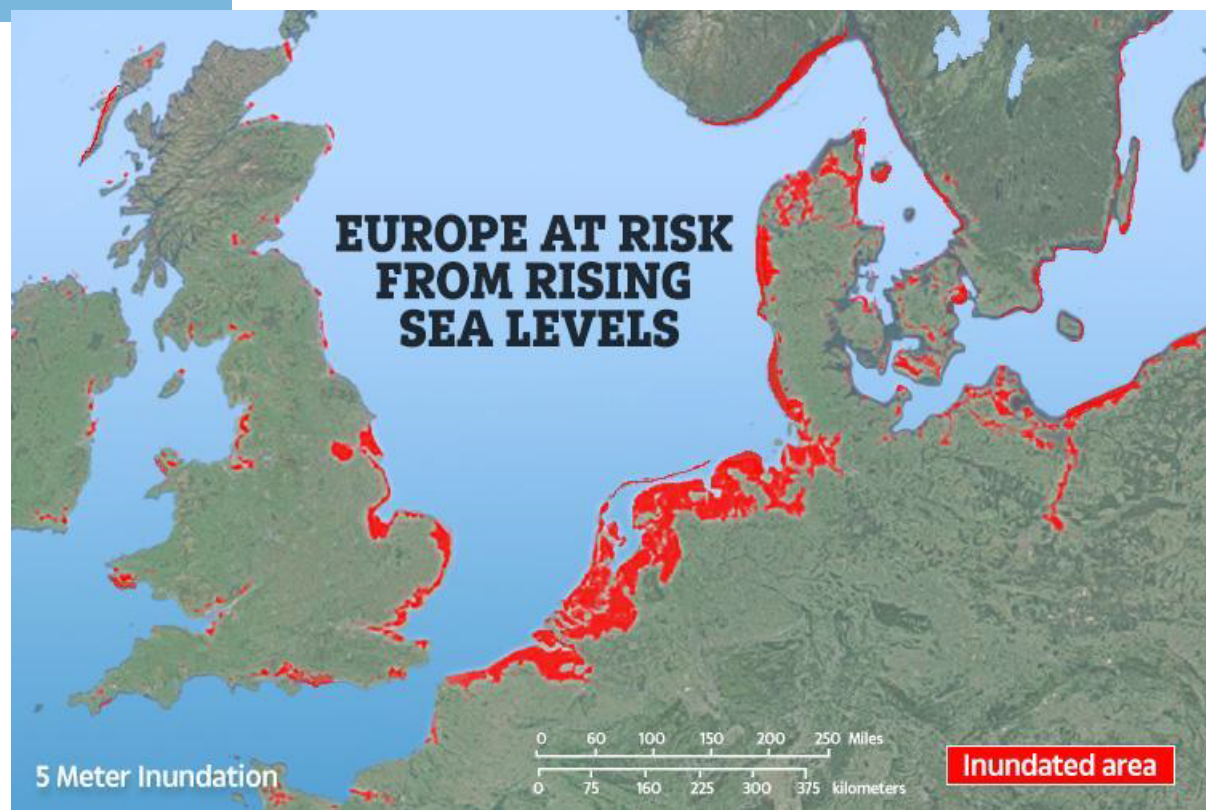 EUROPE AT RISK
FROM RISING
SEA LEVELS
0 60 100 150 200 250 Miles
0 75 160 225 300 375 kilometers
5 Meter Inundation
Inundated area